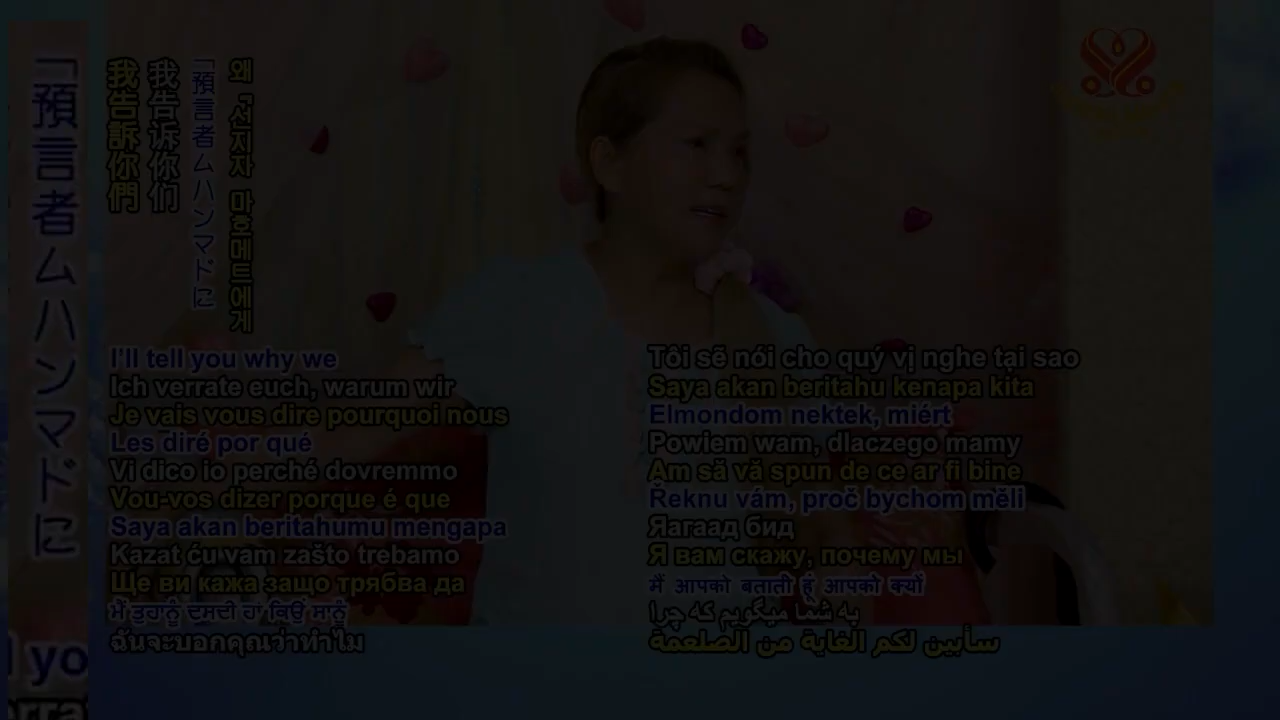 「預言者ムハンマドに
我告訴你們
我告诉你们
「預言者ムハンマドに
왜 「선지자 마호메트에게
I'll tell you why we
Ich verrate euch, warum wir
Je vais vous dire pourquoi nous
Les diré por qué
Vi dico io perché dovremmo
Vou-vos dizer porque é que
Saya akan beritahumu mengapa
Kazat ću vam zašto trebamo
Ще ви кажа защо трябва да
ਮੈਂ ਤੁਹਾਨੂੰ ਦਸਦੀ ਹਾਂ ਕਿਉਂ ਸਾਨੂੰ
ฉันจะบอกคุณว่าทำไม
Tôi sẽ nói cho quý vị nghe tại sao
Saya akan beritahu kenapa kita
Elmondom nektek, miért
Powiem wam, dlaczego mamy
Am să vă spun de ce ar fi bine
Řeknu vám, proč bychom měli
Яагаад бид
Я вам скажу, почему мы
मैं आपको बताती हूं आपको क्यों
به شما میگویم که چرا
سأبين لكم الغاية من الصلعمة
yo